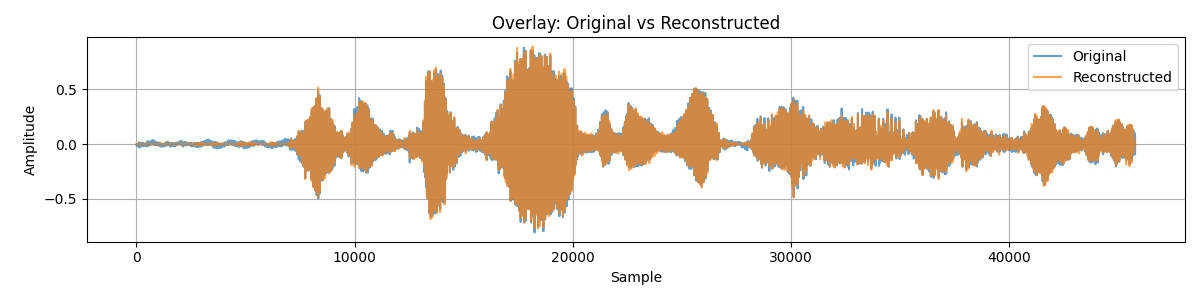 Overlay: Original vs Reconstructed
Original
Reconstructed
Amplitude
0.5
0.0
−0.5
0
10000
20000
30000
40000
Sample